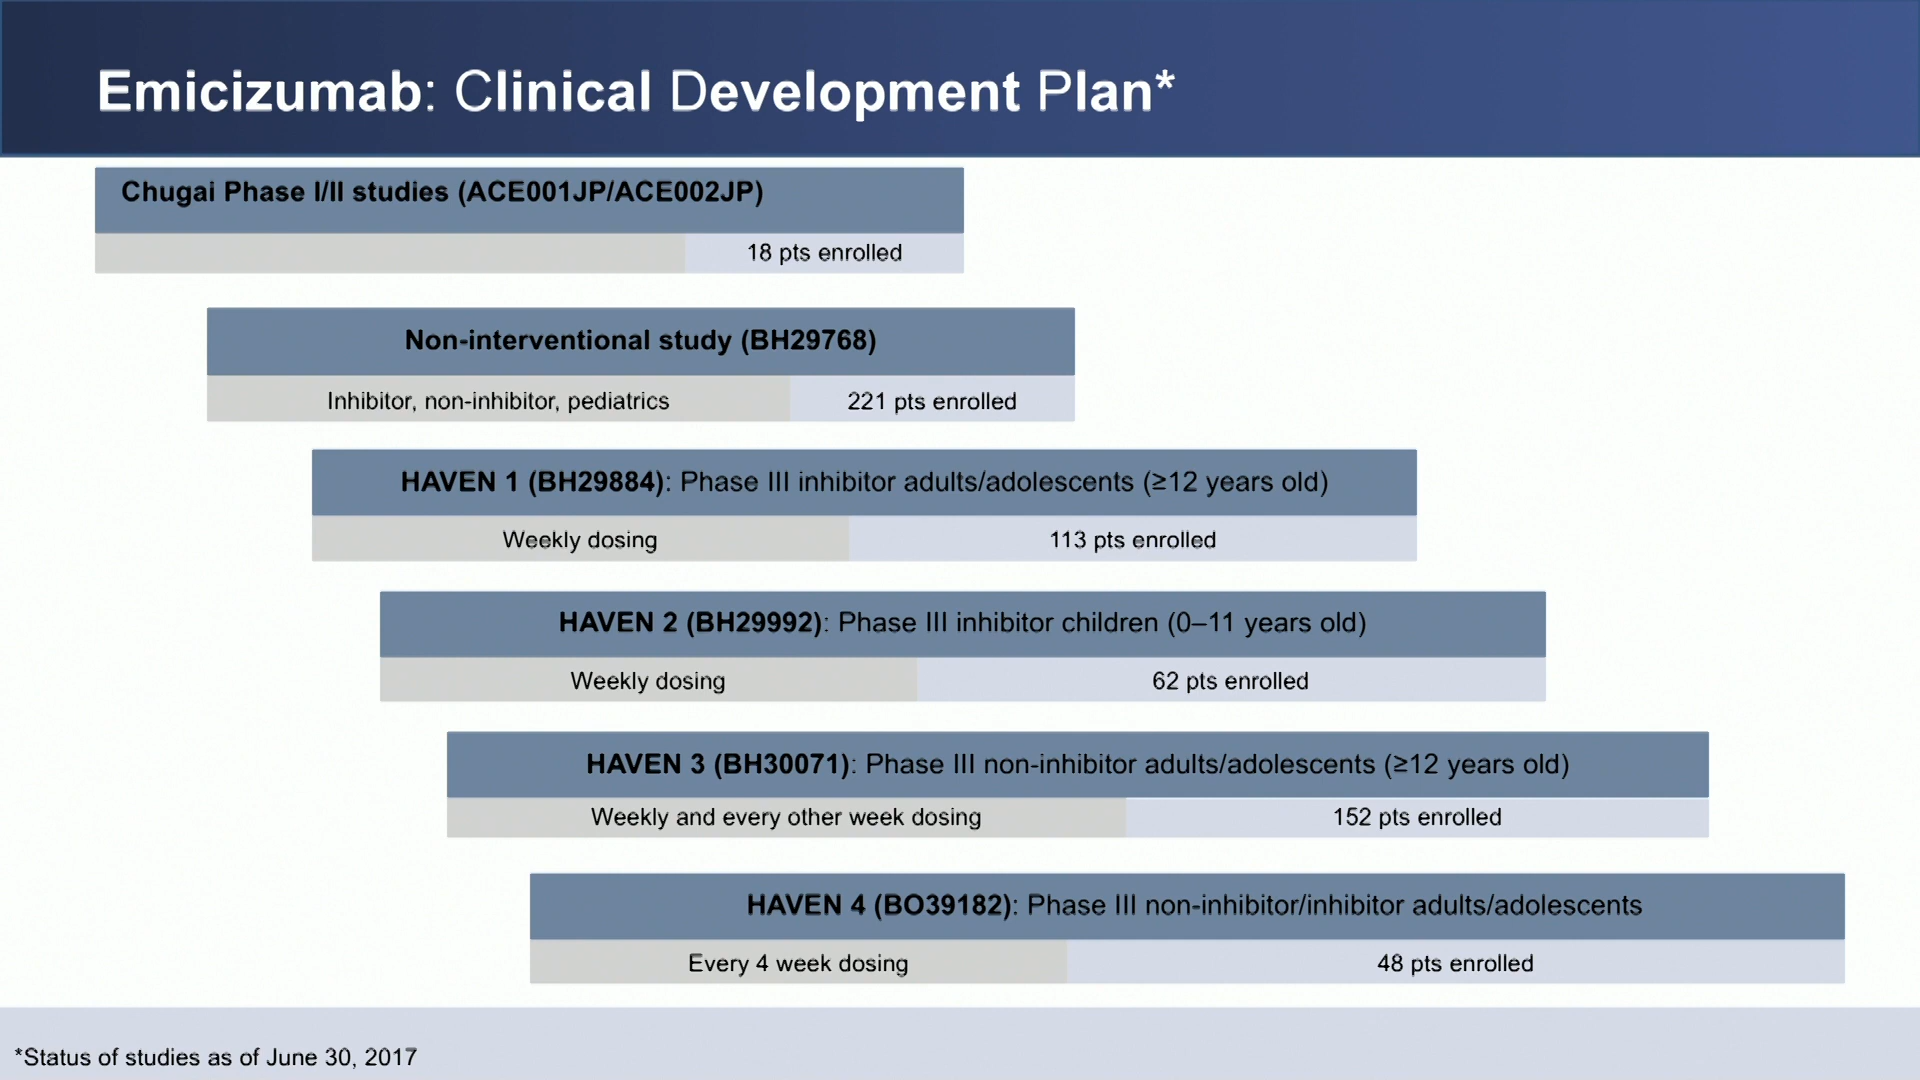 Emicizumab: Clinical Development Plan*
Chugai Phase I/II studies (ACE001JP/ACE002JP)
18 pts enrolled
Non-interventional study (BH29768)
Inhibitor, non-inhibitor, pediatrics
221 pts enrolled
HAVEN 1 (BH29884): Phase III inhibitor adults/adolescents (≥12 years old)
Weekly dosing
113 pts enrolled
HAVEN 2 (BH29992): Phase III inhibitor children (0–11 years old)
Weekly dosing
62 pts enrolled
HAVEN 3 (BH30071): Phase III non-inhibitor adults/adolescents (≥12 years old)
Weekly and every other week dosing
152 pts enrolled
HAVEN 4 (BO39182): Phase III non-inhibitor/inhibitor adults/adolescents
Every 4 week dosing
48 pts enrolled
*Status of studies as of June 30, 2017